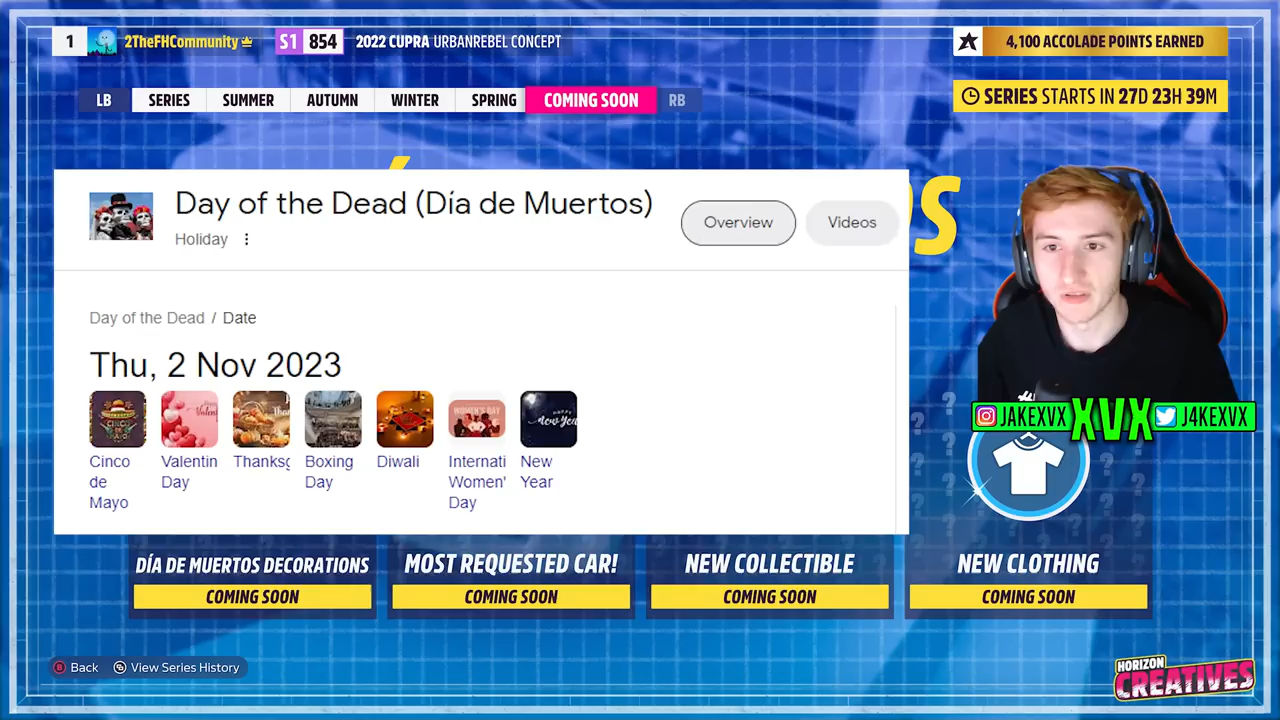 1 2TheFHCommunity S1 854 2022 CUPRA URBANREBEL CONCEPT
4,100 ACCOLADE POINTS EARNED
LB SERIES SUMMER AUTUMN WINTER SPRING COMING SOON RB
SERIES STARTS IN 27D 23H 39M
Day of the Dead (Día de Muertos)
Holiday
Overview Videos
Day of the Dead / Date
Thu, 2 Nov 2023
Cinco de Mayo
Valentin Day
Thanksg
Boxing Day
Diwali
Internati Women' Day
New Year
JAKEXVX XVX J4KEXVX
DÍA DE MUERTOS DECORATIONS
COMING SOON
MOST REQUESTED CAR!
COMING SOON
NEW COLLECTIBLE
COMING SOON
NEW CLOTHING
COMING SOON
B Back View Series History
HORIZON
CREATIVES